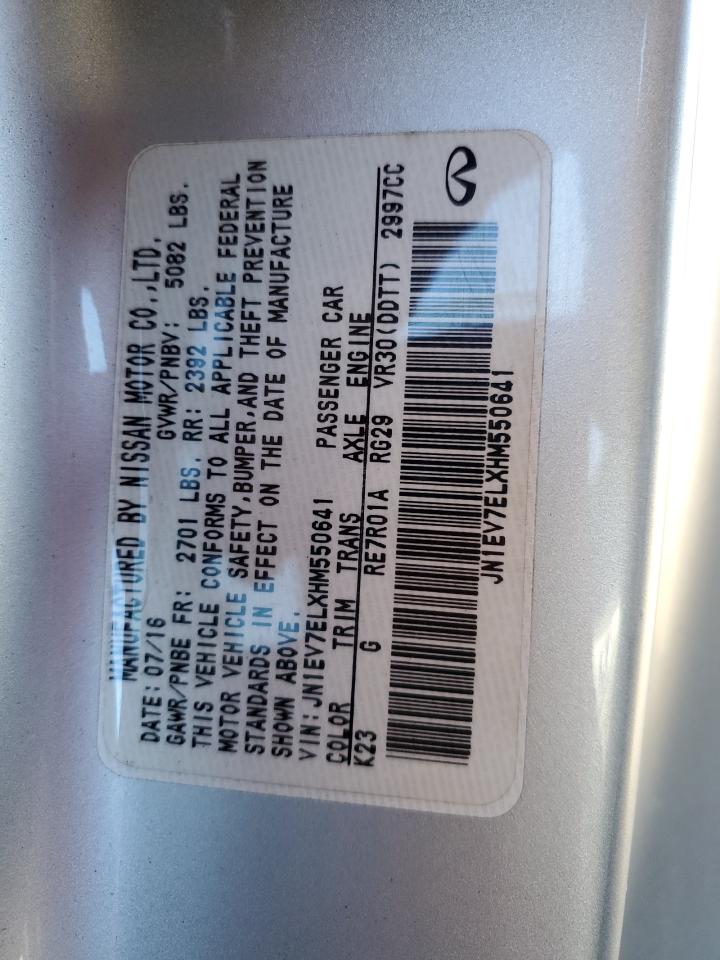 MANUFACTURED BY NISSAN MOTOR CO.,LTD.
DATE: 07/16 GVWR/PNBV: 5082 LBS.
GAWR/PNBE FR: 2701 LBS. RR: 2392 LBS.
THIS VEHICLE CONFORMS TO ALL APPLICABLE FEDERAL
MOTOR VEHICLE SAFETY,BUMPER,AND THEFT PREVENTION
STANDARDS IN EFFECT ON THE DATE OF MANUFACTURE
SHOWN ABOVE.
VIN:JN1EV7ELXHM550641 PASSENGER CAR
COLOR TRIM TRANS AXLE ENGINE
K23 G RE7R01A RG29 VR30(DDTT) 2997CC
JN1EV7ELXHM550641